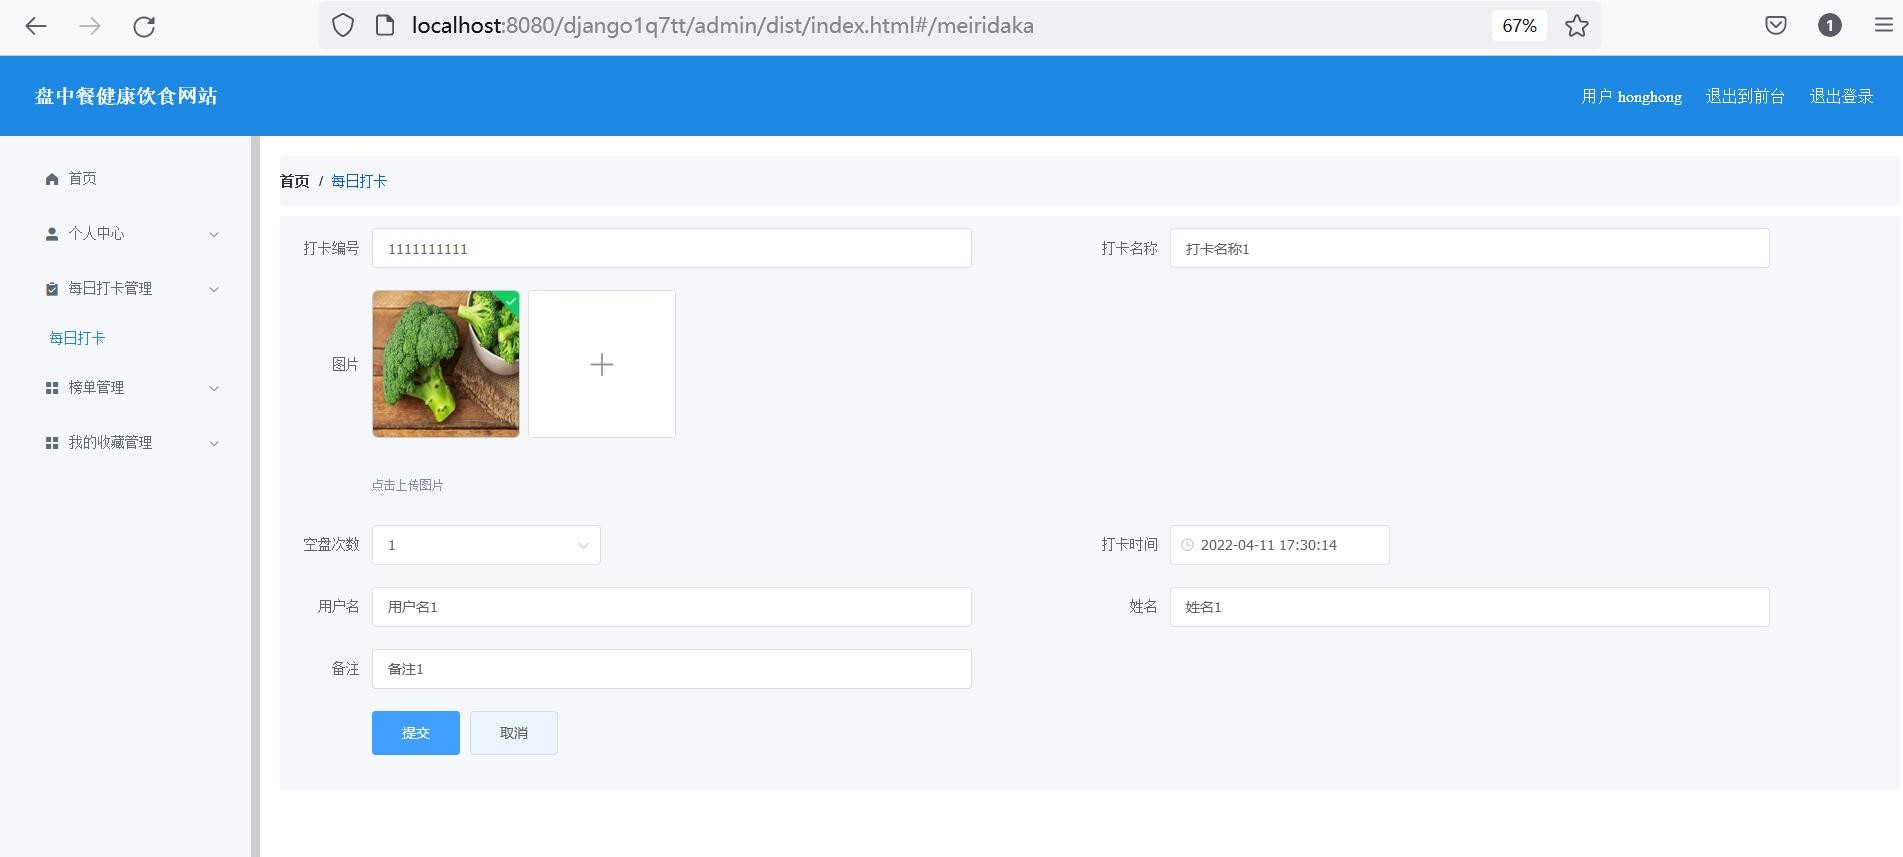 localhost:8080/django1q7tt/admin/dist/index.html#/meiridaka
67%
1
盘中餐健康饮食网站
用户 honghong 退出到前台 退出登录
首页
个人中心
每日打卡管理
每日打卡
榜单管理
我的收藏管理
首页 / 每日打卡
打卡编号 1111111111
打卡名称 打卡名称1
图片
点击上传图片
空盘次数 1
打卡时间 2022-04-11 17:30:14
用户名 用户名1
姓名 姓名1
备注 备注1
提交 取消